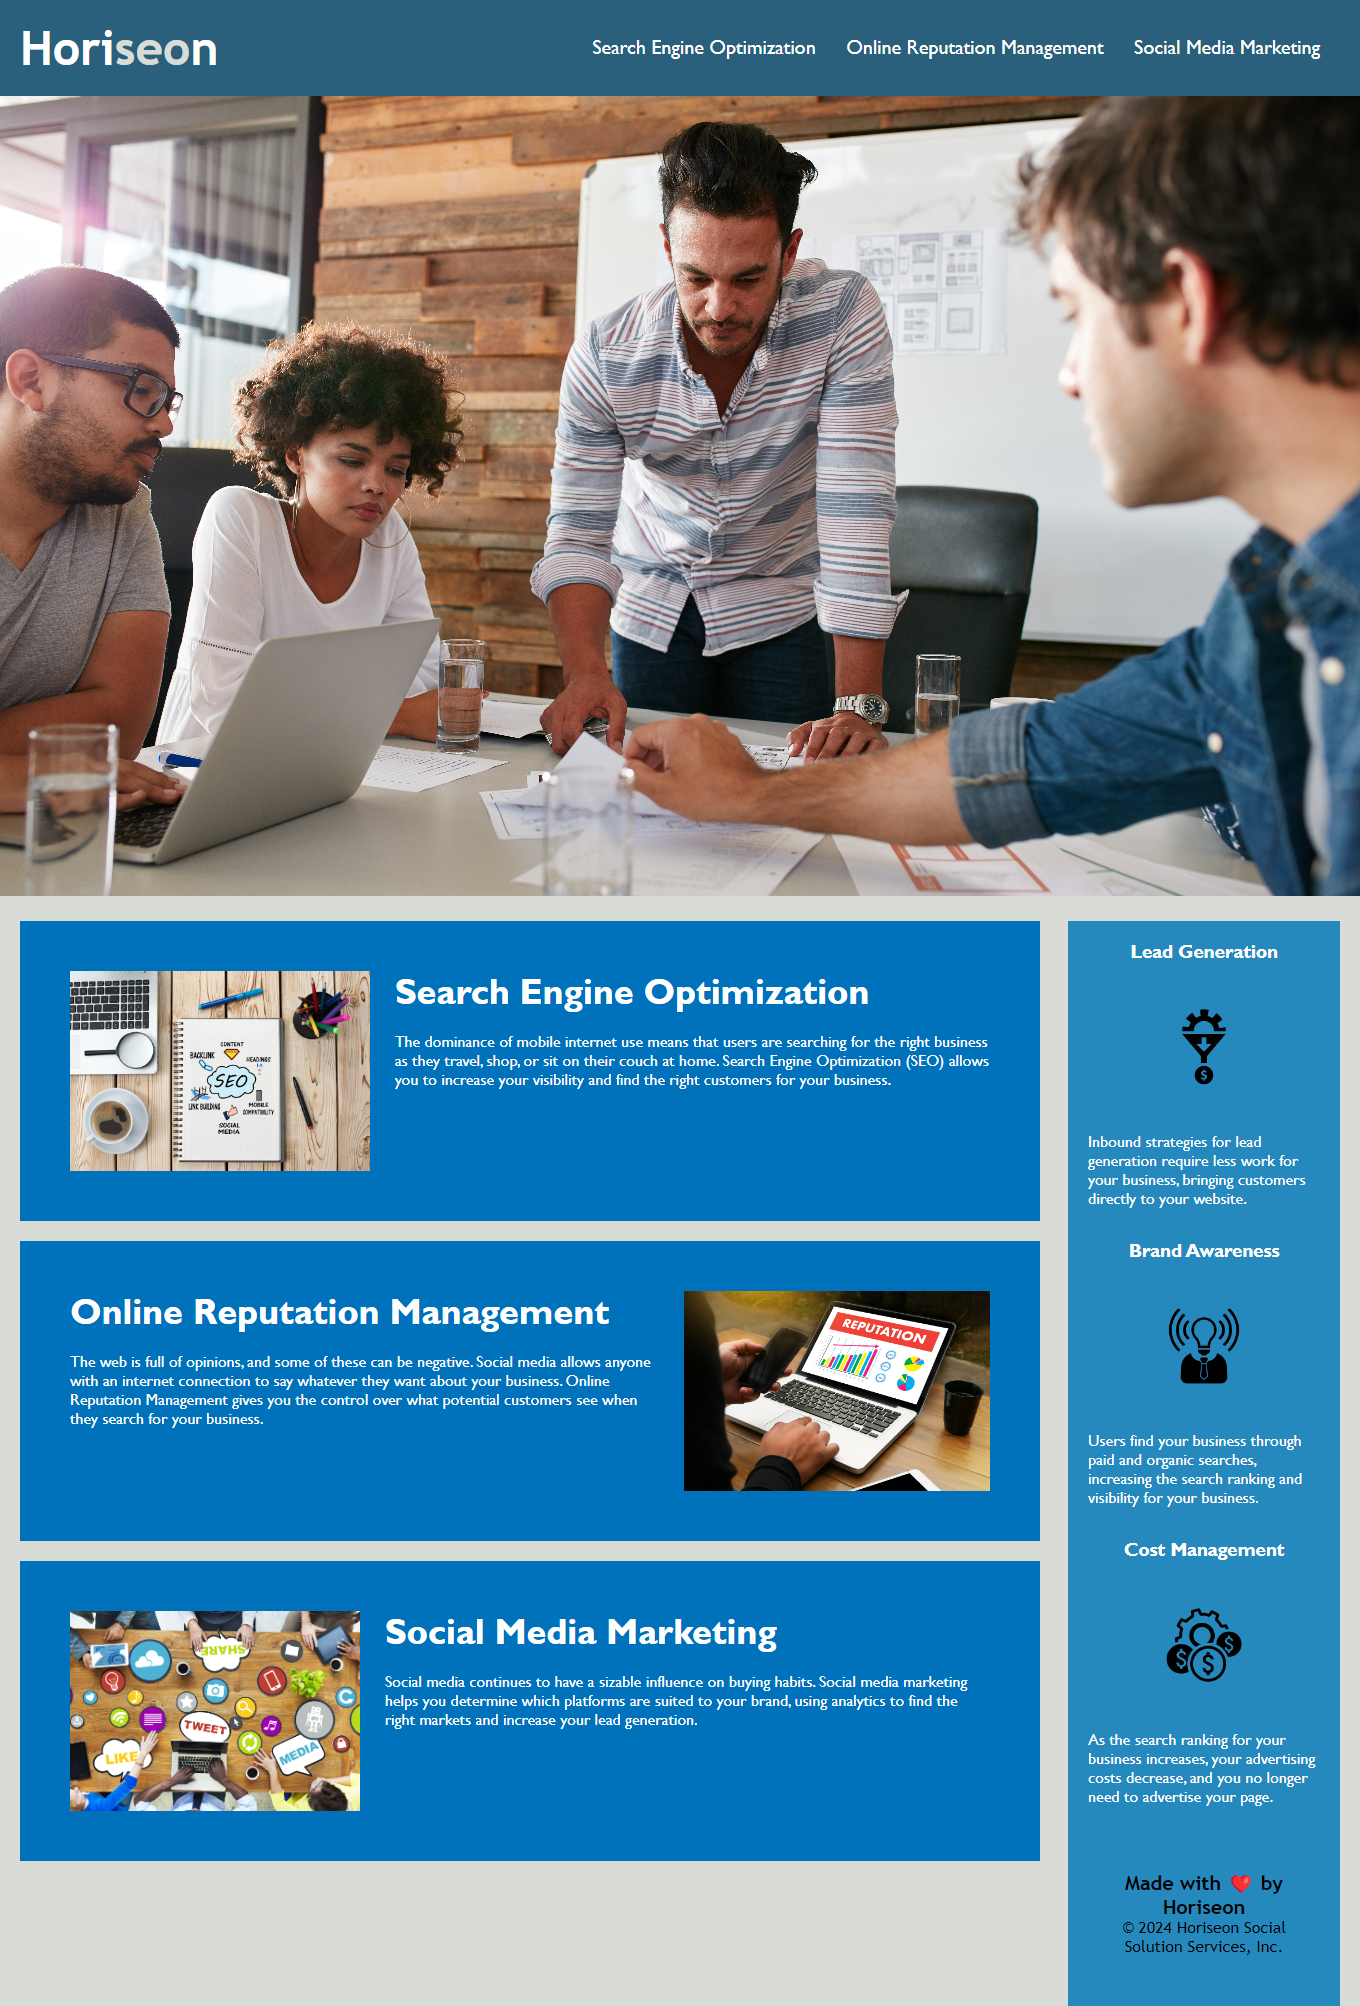 Horiseon
Search Engine Optimization
Online Reputation Management
Social Media Marketing
Search Engine Optimization
The dominance of mobile internet use means that users are searching for the right business
as they travel, shop, or sit on their couch at home. Search Engine Optimization (SEO) allows
you to increase your visibility and find the right customers for your business.
CONTENT
BACKLINK
HEADINGS
SEO
LINK BUILDING
MOBILE
COMPATIBILITY
SOCIAL
MEDIA
Online Reputation Management
The web is full of opinions, and some of these can be negative. Social media allows anyone
with an internet connection to say whatever they want about your business. Online
Reputation Management gives you the control over what potential customers see when
they search for your business.
REPUTATION
Social Media Marketing
Social media continues to have a sizable influence on buying habits. Social media marketing
helps you determine which platforms are suited to your brand, using analytics to find the
right markets and increase your lead generation.
SHARE
TWEET
LIKE
MEDIA
Lead Generation
$
Inbound strategies for lead
generation require less work for
your business, bringing customers
directly to your website.
Brand Awareness
Users find your business through
paid and organic searches,
increasing the search ranking and
visibility for your business.
Cost Management
$ $ $
As the search ranking for your
business increases, your advertising
costs decrease, and you no longer
need to advertise your page.
Made with ❤️ by
Horiseon
© 2024 Horiseon Social
Solution Services, Inc.